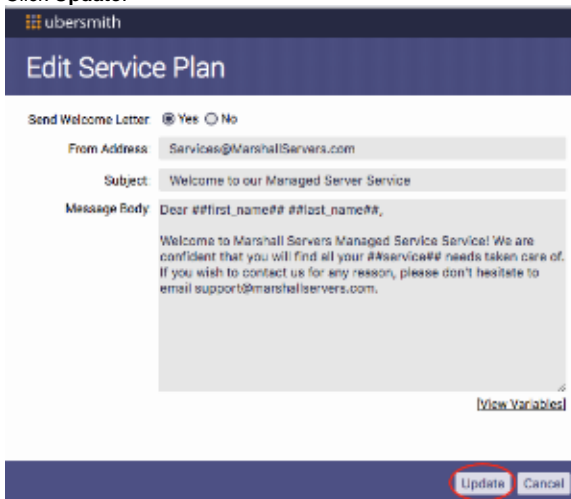 Click Update.
ubersmith
Edit Service Plan
Send Welcome Letter: Yes No
From Address: Services@MarshallServers.com
Subject: Welcome to our Managed Server Service
Message Body: Dear ##first_name## ##last_name##,
Welcome to Marshall Servers Managed Service Service! We are
confident that you will find all your ##service## needs taken care of.
If you wish to contact us for any reason, please don't hesitate to
email support@marshallservers.com.
[View Variables]
Update Cancel